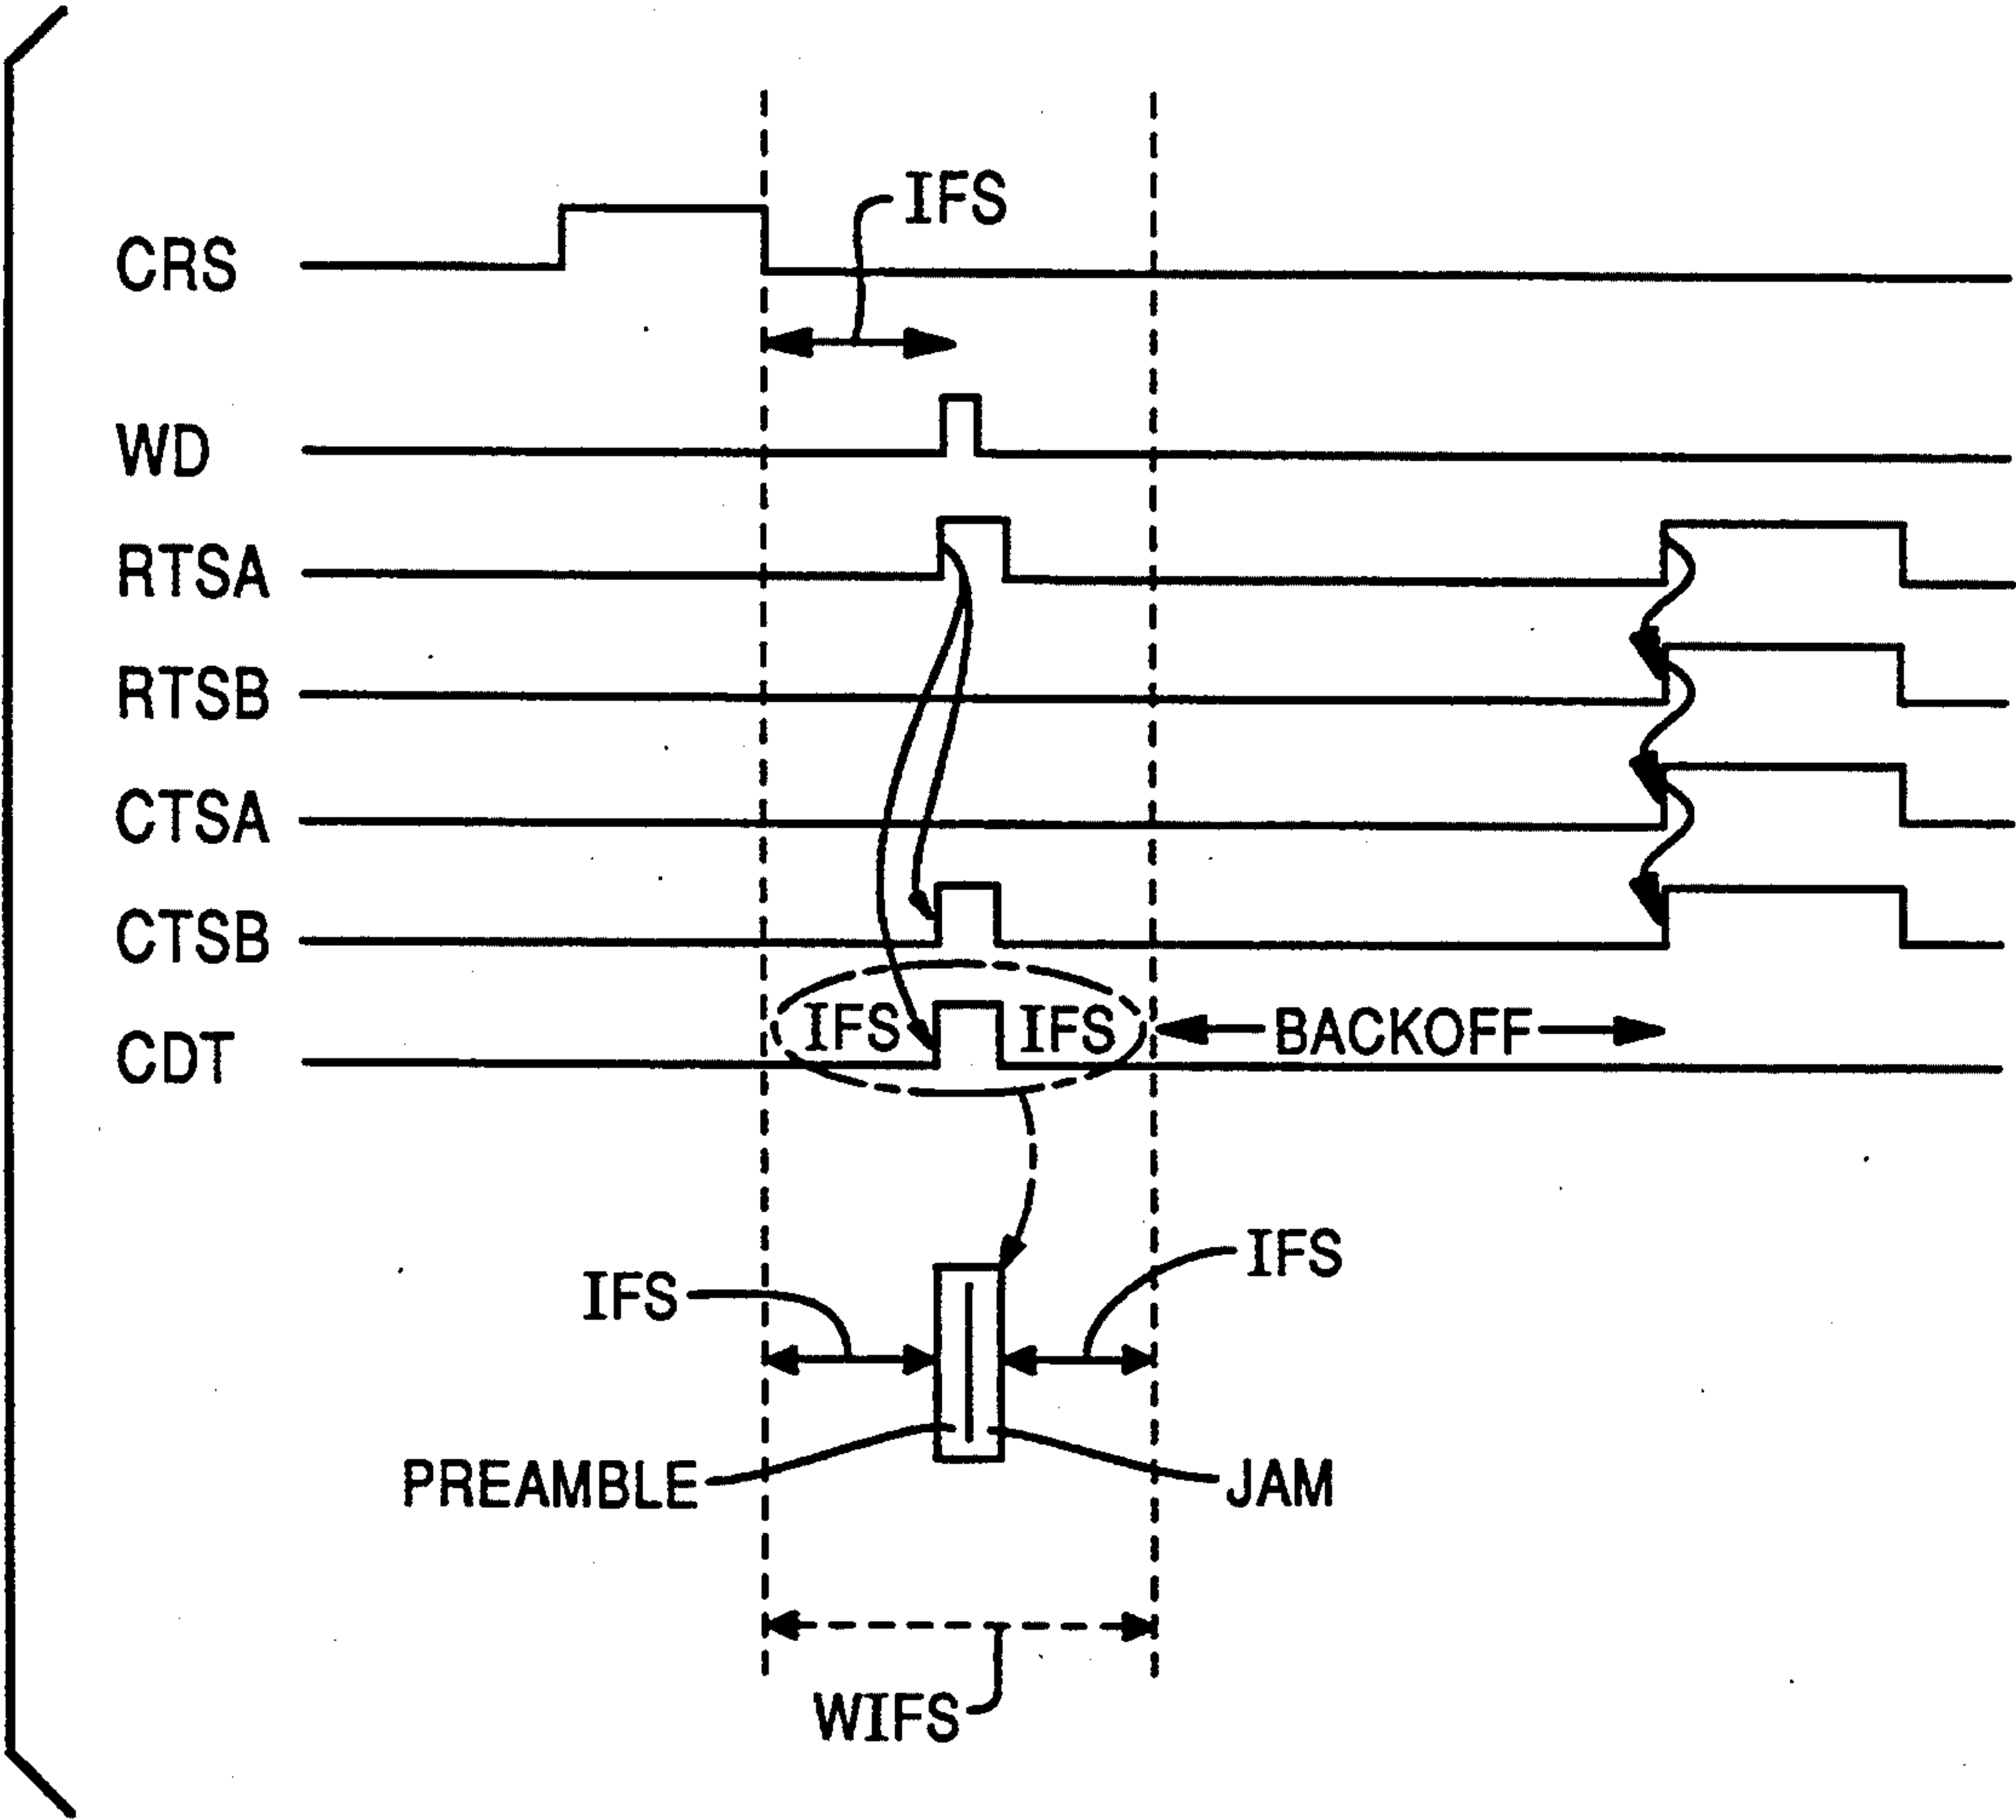 IFS
CRS
WD
RTSA
RTSB
CTSA
CTSB
CDT
IFS IFS
BACKOFF
IFS
IFS
PREAMBLE
JAM
WIFS